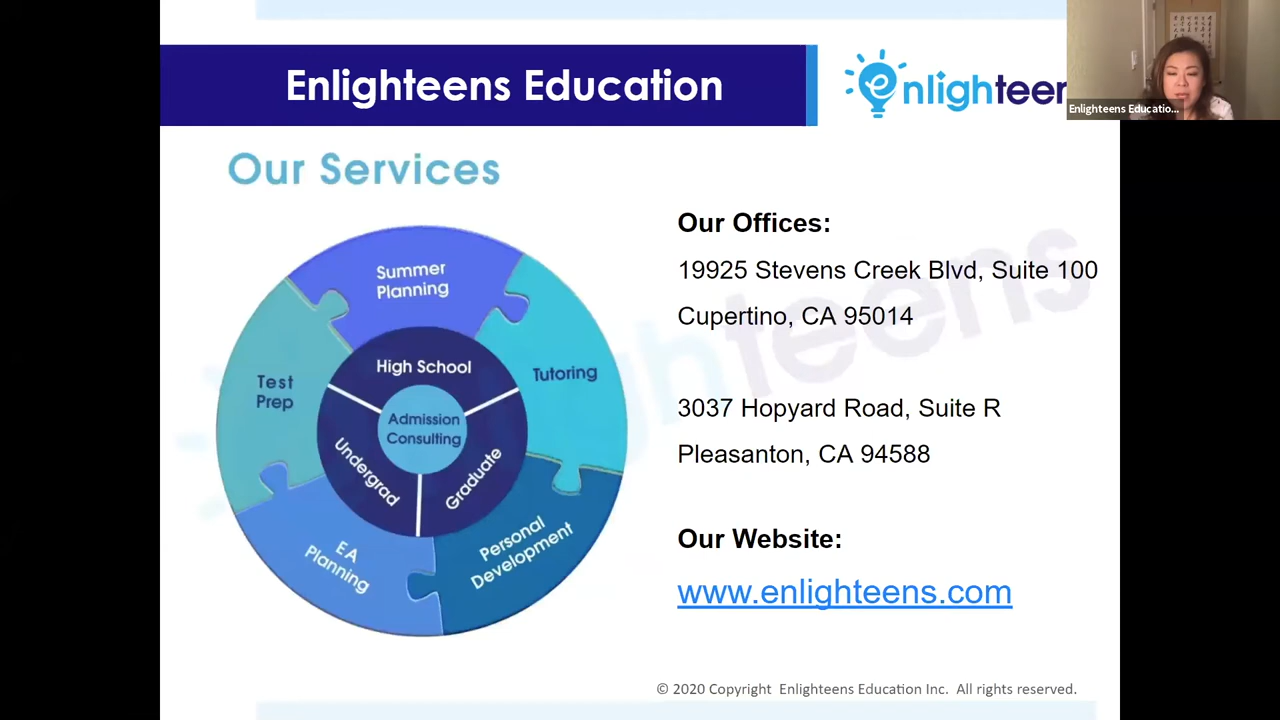 Enlighteens Education
enlighteen
Enlighteens Educatio...
Our Services
Summer
Planning
Tutoring
Test
Prep
High School
Admission
Consulting
Undergrad
Graduate
EA
Planning
Personal
Development
Our Offices:
19925 Stevens Creek Blvd, Suite 100
Cupertino, CA 95014
3037 Hopyard Road, Suite R
Pleasanton, CA 94588
Our Website:
www.enlighteens.com
© 2020 Copyright Enlighteens Education Inc. All rights reserved.